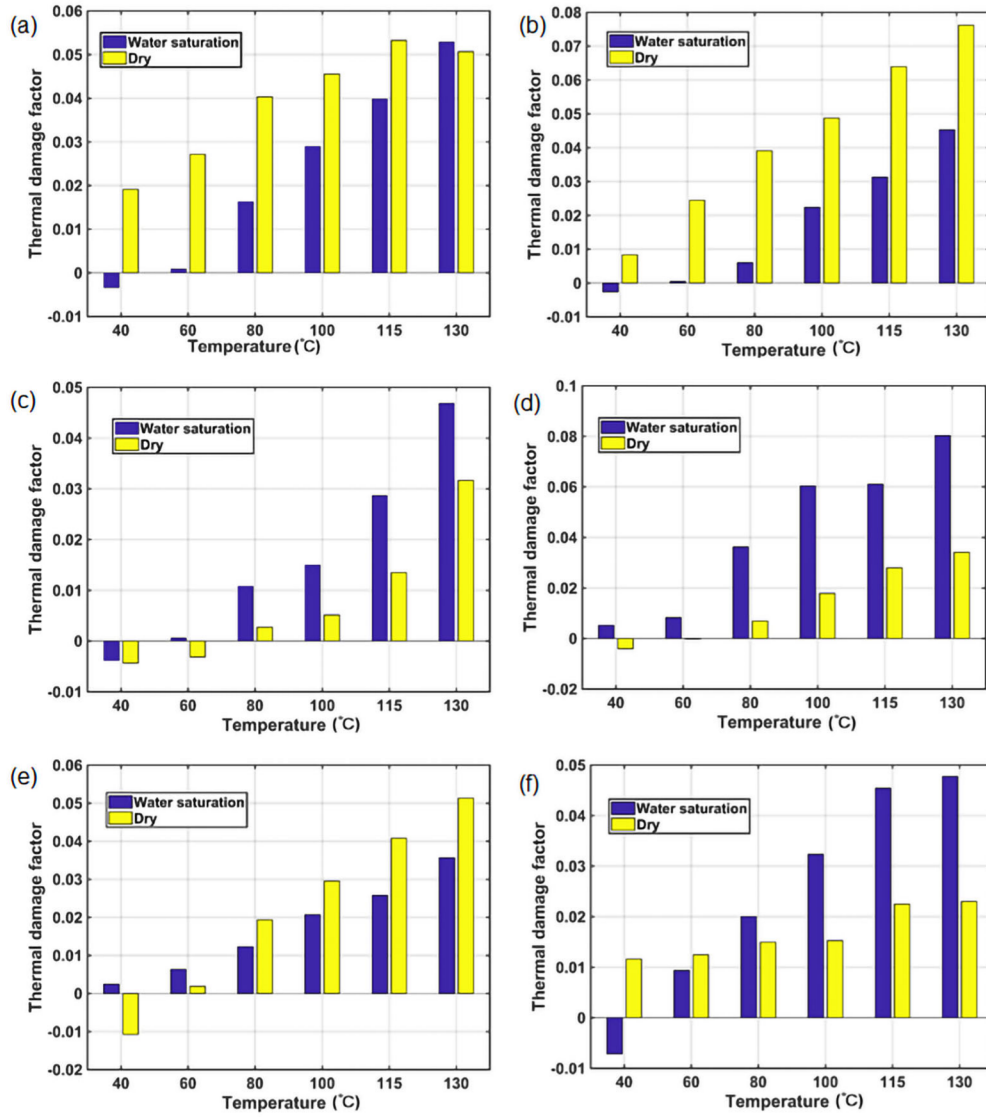 (a)
Thermal damage factor
0.06
0.05
0.04
0.03
0.02
0.01
0
-0.01
Water saturation
Dry
40 60 80 100 115 130
Temperature(°C)
(b)
Thermal damage factor
0.08
0.07
0.06
0.05
0.04
0.03
0.02
0.01
0
-0.01
Water saturation
Dry
40 60 80 100 115 130
Temperature (°C)
(c)
Thermal damage factor
0.05
0.04
0.03
0.02
0.01
0
-0.01
Water saturation
Dry
40 60 80 100 115 130
Temperature (°C)
(d)
Thermal damage factor
0.1
0.08
0.06
0.04
0.02
0
-0.02
Water saturation
Dry
40 60 80 100 115 130
Temperature (°C)
(e)
Thermal damage factor
0.06
0.05
0.04
0.03
0.02
0.01
0
-0.01
-0.02
Water saturation
Dry
40 60 80 100 115 130
Temperature (°C)
(f)
Thermal damage factor
0.05
0.04
0.03
0.02
0.01
0
-0.01
Water saturation
Dry
40 60 80 100 115 130
Temperature (°C)